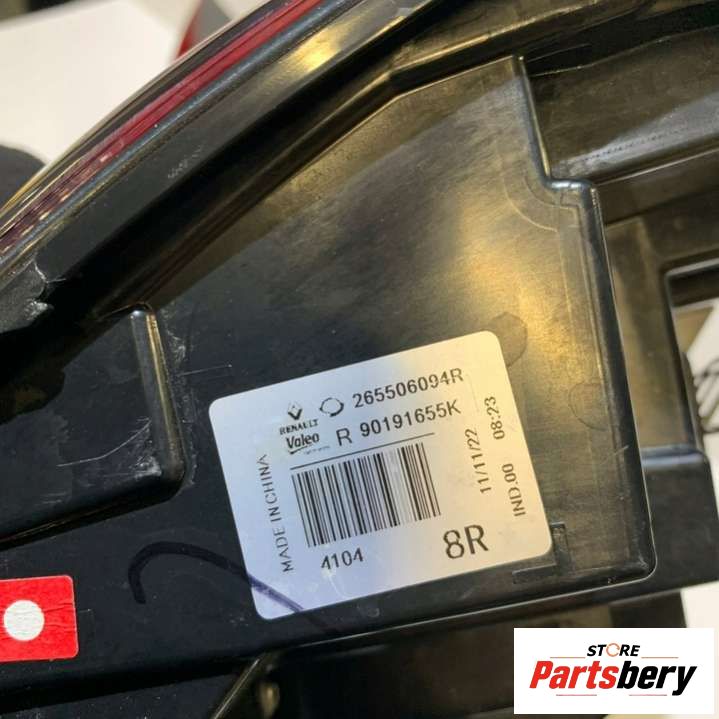 RENAULT
265506094R
Valeo
R 90191655K
MADE IN CHINA
4104
8R
11/11/22
IND.00 08:23
STORE
Partsbery